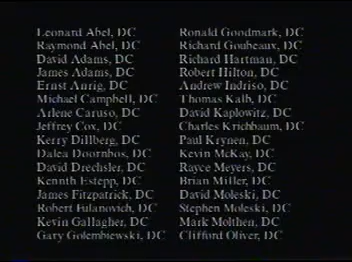 Leonard Abel, DC
Raymond Abel, DC
David Adams, DC
James Adams, DC
Ernst Anrig, DC
Michael Campbell, DC
Arlene Caruso, DC
Jeffrey Cox, DC
Kerry Dillberg, DC
Dalea Doornbos, DC
David Drechsler, DC
Kennth Estepp, DC
James Fitzpatrick, DC
Robert Fulanovich, DC
Kevin Gallagher, DC
Gary Golembiewski, DC
Ronald Goodmark, DC
Richard Goubeaux, DC
Richard Hartman, DC
Robert Hilton, DC
Andrew Indriso, DC
Thomas Kalb, DC
David Kaplowitz, DC
Charles Krichbaum, DC
Paul Krynen, DC
Kevin McKay, DC
Rayce Meyers, DC
Brian Miller, DC
David Moleski, DC
Stephen Moleski, DC
Mark Molthen, DC
Clifford Oliver, DC